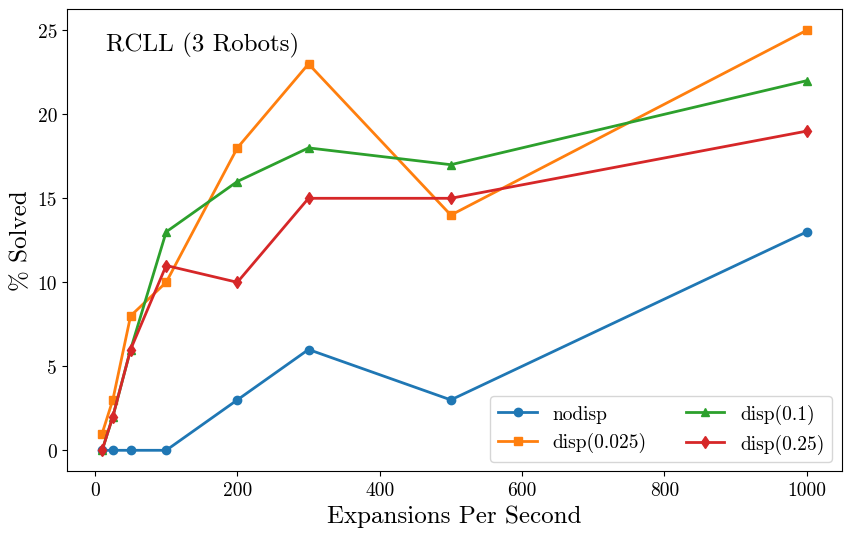 RCLL (3 Robots)
% Solved
25
20
15
10
5
0
0 200 400 600 800 1000
Expansions Per Second
nodisp
disp(0.025)
disp(0.1)
disp(0.25)